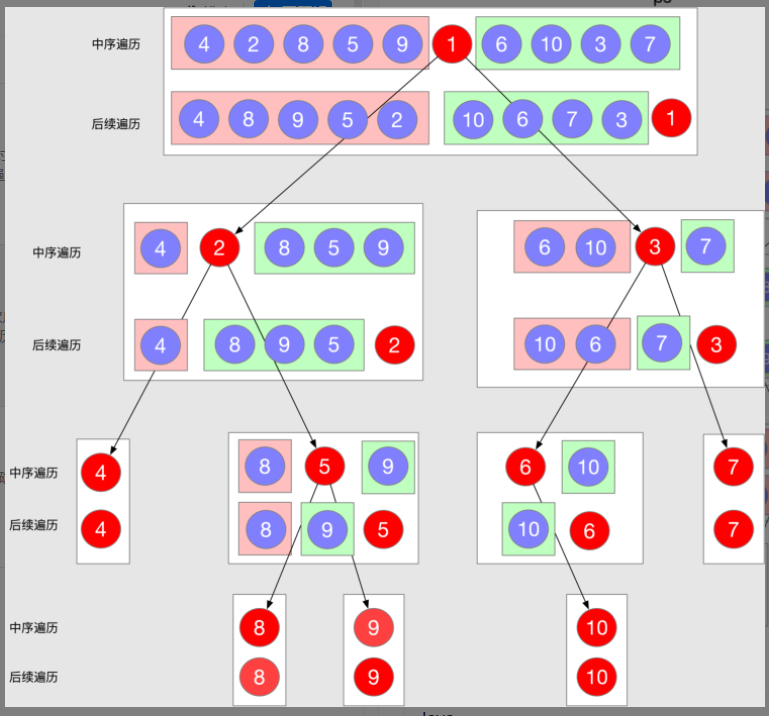 中序遍历 4 2 8 5 9 1 6 10 3 7
后续遍历 4 8 9 5 2 10 6 7 3 1
中序遍历 4 2 8 5 9 6 10 3 7
后续遍历 4 8 9 5 2 10 6 7 3
中序遍历 4 8 5 9 6 10 7
后续遍历 4 8 9 5 10 6 7
中序遍历 8 9 10
后续遍历 8 9 10